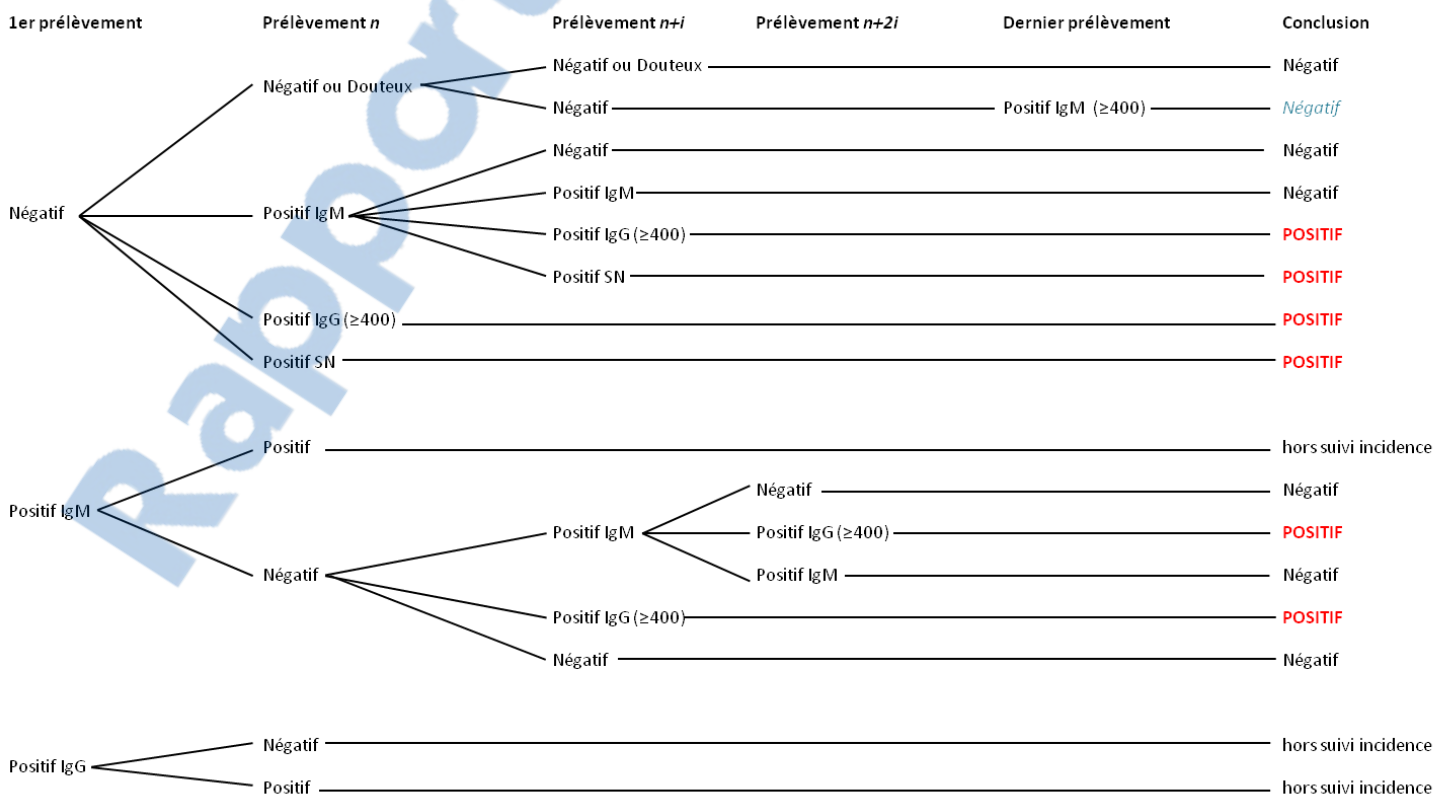 1er prélèvement Prélèvement n Prélèvement n+i Prélèvement n+2i Dernier prélèvement Conclusion
Négatif ou Douteux Négatif
Négatif ou Douteux
Négatif Positif IgM (≥400) Négatif
Négatif Négatif
Positif IgM Négatif
Négatif Positif IgM
Positif IgG (≥400) POSITIF
Positif SN POSITIF
Positif IgG (≥400) POSITIF
Positif SN POSITIF
Positif hors suivi incidence
Négatif Négatif
Positif IgM
Positif IgM Positif IgG (≥400) POSITIF
Négatif Positif IgM Négatif
Positif IgG (≥400) POSITIF
Négatif Négatif
Négatif hors suivi incidence
Positif IgG
Positif hors suivi incidence